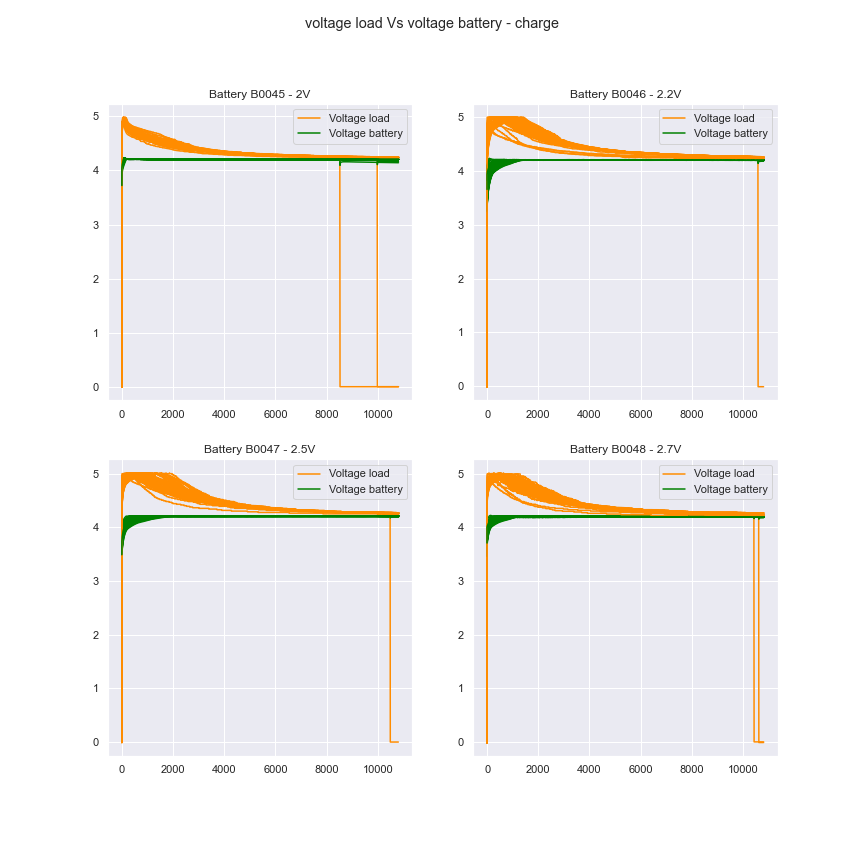 voltage load Vs voltage battery - charge
Battery B0045 - 2V
Voltage load
Voltage battery
5
4
3
2
1
0
0 2000 4000 6000 8000 10000
Battery B0046 - 2.2V
Voltage load
Voltage battery
5
4
3
2
1
0
0 2000 4000 6000 8000 10000
Battery B0047 - 2.5V
Voltage load
Voltage battery
5
4
3
2
1
0
0 2000 4000 6000 8000 10000
Battery B0048 - 2.7V
Voltage load
Voltage battery
5
4
3
2
1
0
0 2000 4000 6000 8000 10000